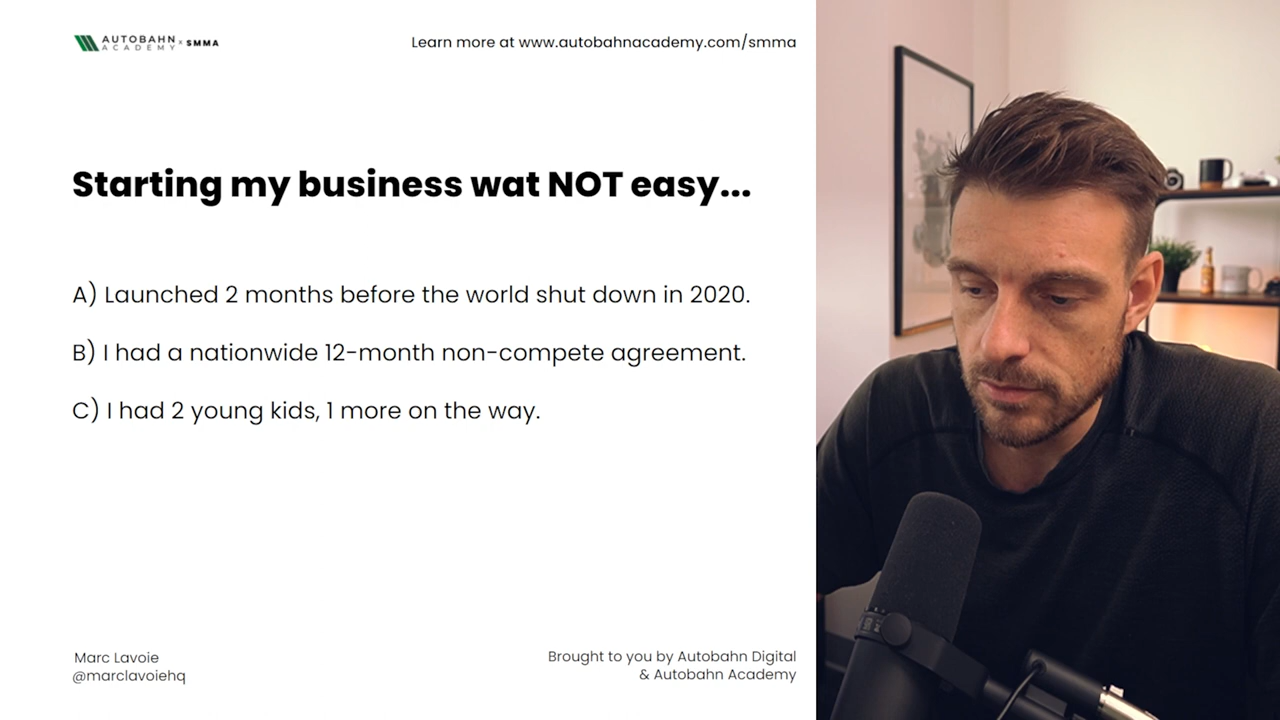 AUTOBAHN
ACADEMY x SMMA
Learn more at www.autobahnacademy.com/smma
Starting my business wat NOT easy...
A) Launched 2 months before the world shut down in 2020.
B) I had a nationwide 12-month non-compete agreement.
C) I had 2 young kids, 1 more on the way.
Marc Lavoie
@marclavoiehq
Brought to you by Autobahn Digital
& Autobahn Academy